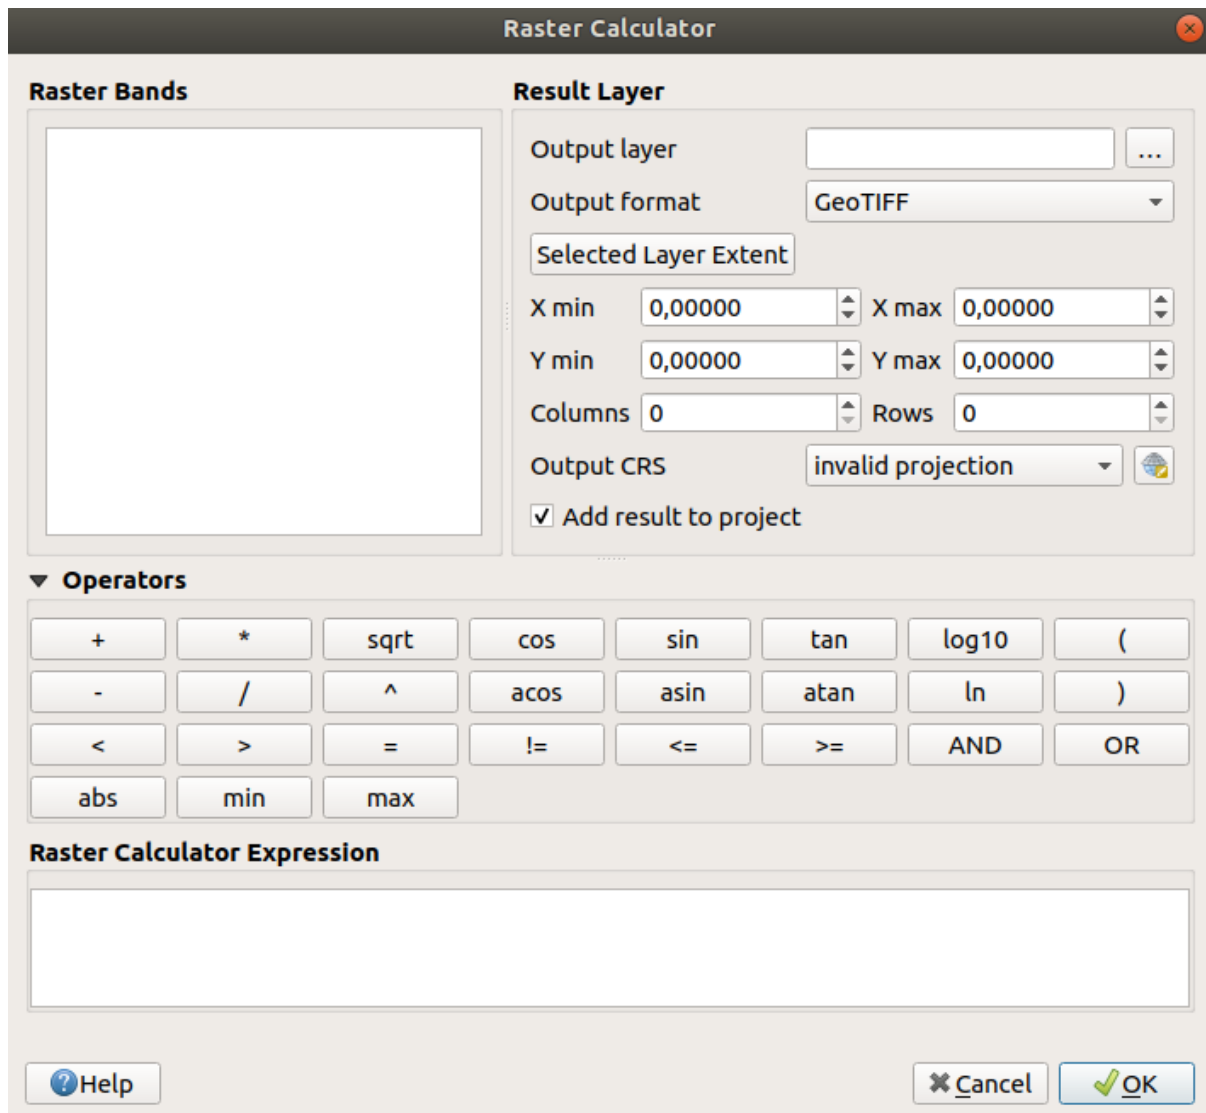 Raster Calculator
Raster Bands
Result Layer
Output layer
...
Output format
GeoTIFF
Selected Layer Extent
X min 0,00000 X max 0,00000
Y min 0,00000 Y max 0,00000
Columns 0 Rows 0
Output CRS invalid projection
Add result to project
Operators
+ * sqrt cos sin tan log10 (
- / ^ acos asin atan ln )
< > = != <= >= AND OR
abs min max
Raster Calculator Expression
Help Cancel OK